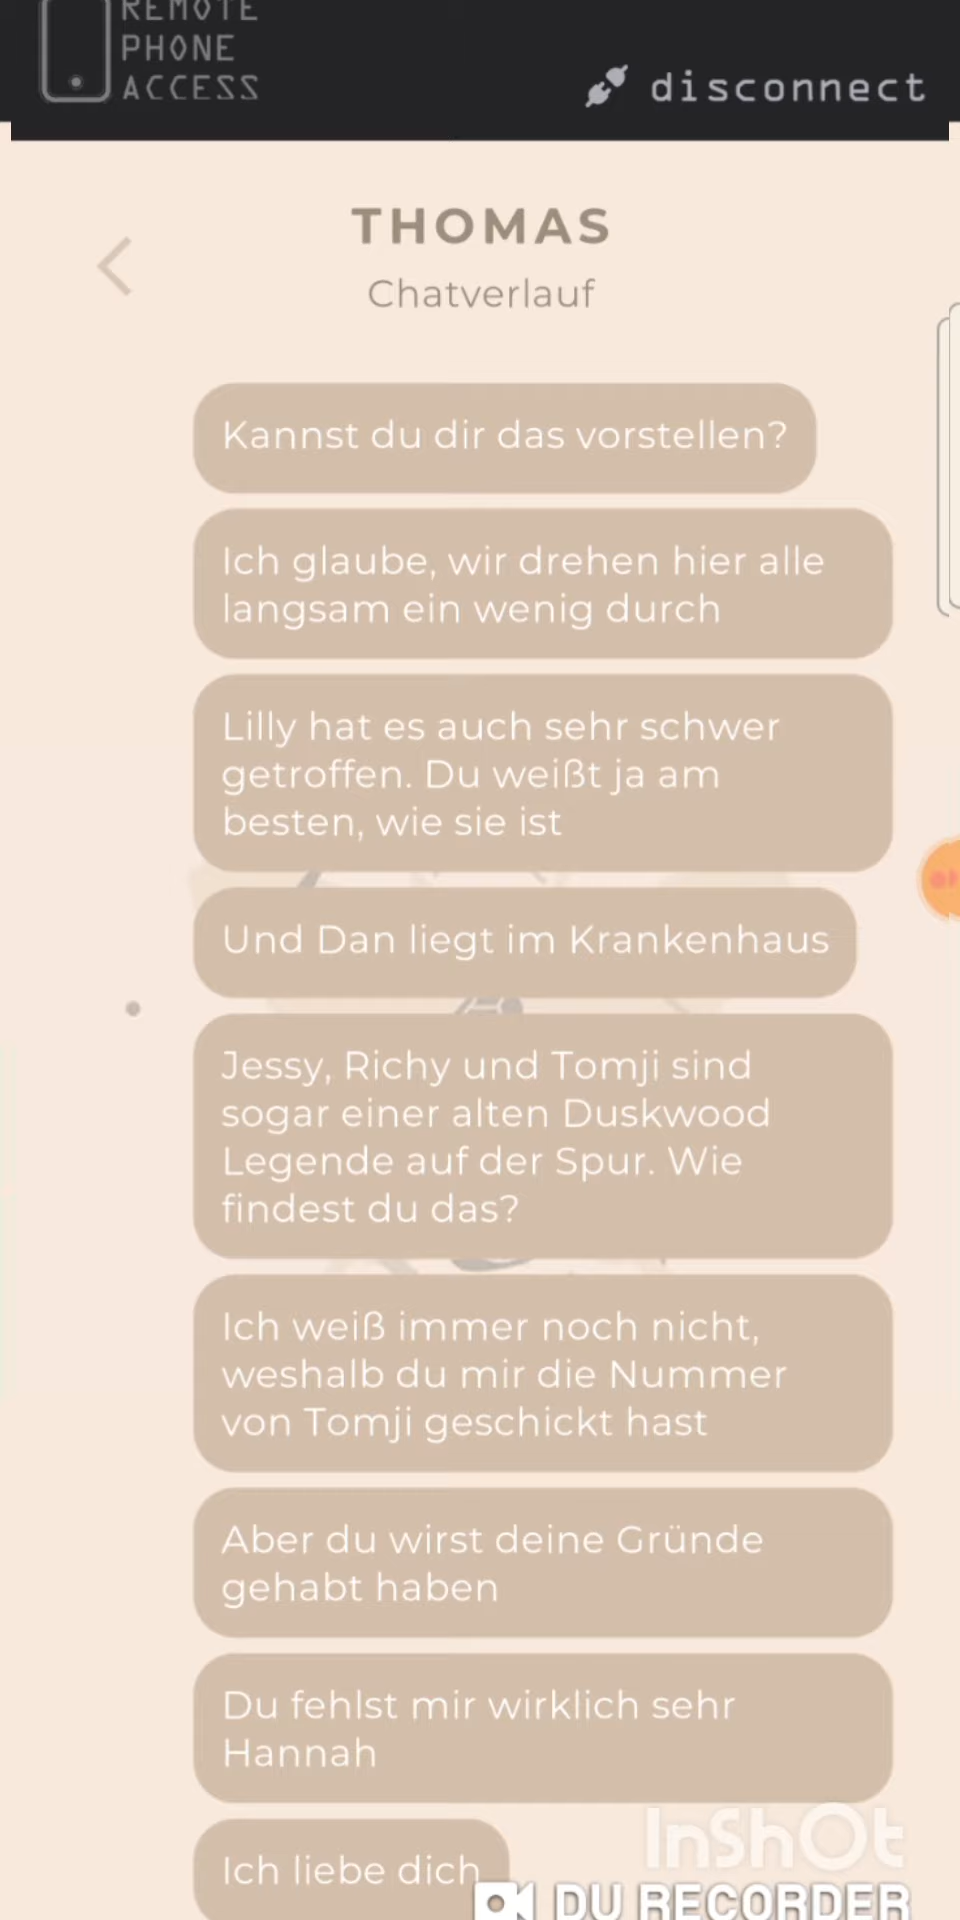 REMOTE
PHONE
ACCESS
disconnect
THOMAS
Chatverlauf
Kannst du dir das vorstellen?
Ich glaube, wir drehen hier alle
langsam ein wenig durch
Lilly hat es auch sehr schwer
getroffen. Du weißt ja am
besten, wie sie ist
Und Dan liegt im Krankenhaus
Jessy, Richy und Tomji sind
sogar einer alten Duskwood
Legende auf der Spur. Wie
findest du das?
Ich weiß immer noch nicht,
weshalb du mir die Nummer
von Tomji geschickt hast
Aber du wirst deine Gründe
gehabt haben
Du fehlst mir wirklich sehr
Hannah
Ich liebe dich
InShOt
DU RECORDER